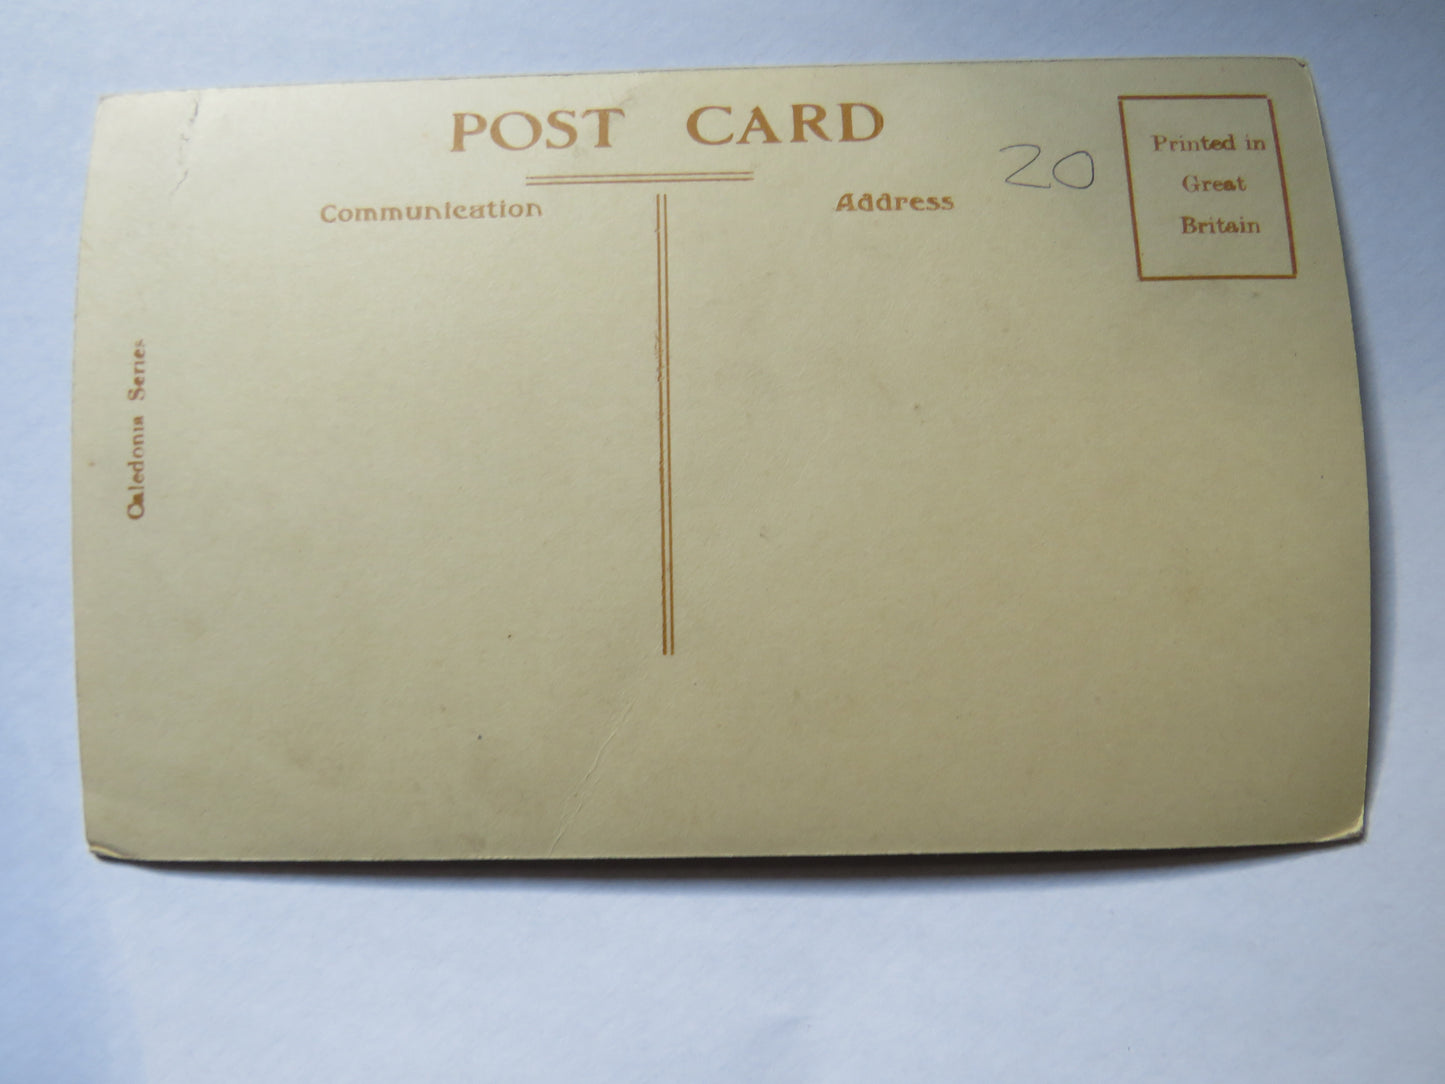 POST CARD
Communication
Address
20
Printed in
Great
Britain
Caledonia Series